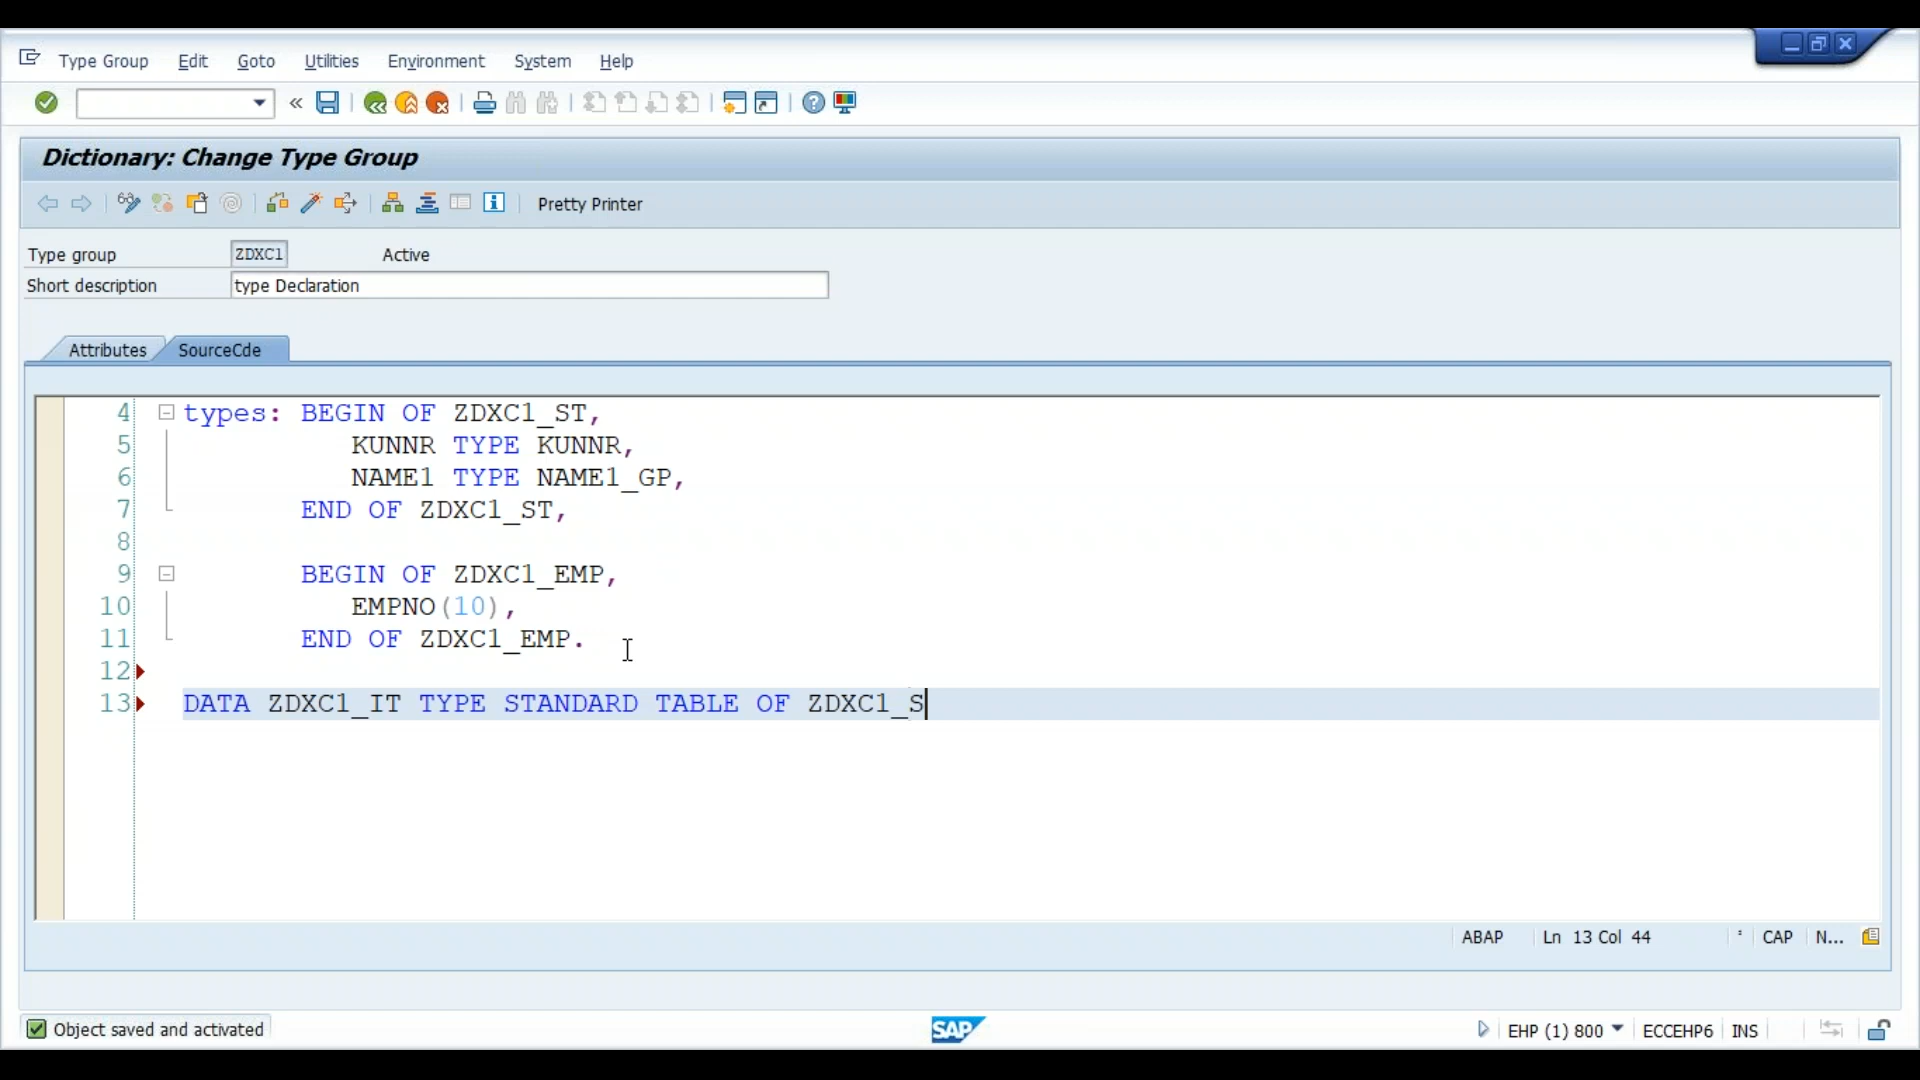 Type Group Edit Goto Utilities Environment System Help
Dictionary: Change Type Group
Pretty Printer
Type group ZDXC1 Active
Short description type Declaration
Attributes SourceCde
4 types: BEGIN OF ZDXC1_ST,
5 KUNNR TYPE KUNNR,
6 NAME1 TYPE NAME1_GP,
7 END OF ZDXC1_ST,
8
9 BEGIN OF ZDXC1_EMP,
10 EMPNO(10),
11 END OF ZDXC1_EMP.
12
13 DATA ZDXC1_IT TYPE STANDARD TABLE OF ZDXC1_S
ABAP Ln 13 Col 44 CAP N...
Object saved and activated SAP EHP (1) 800 ECCEHP6 INS